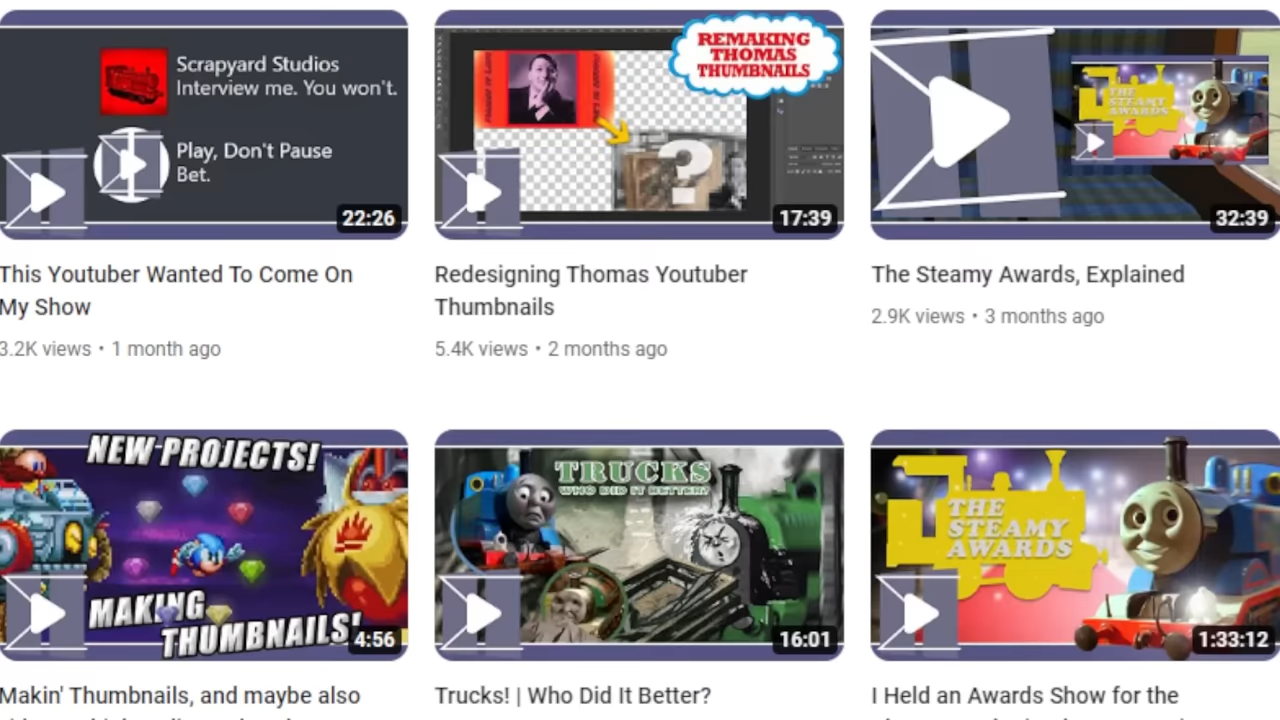 Scrapyard Studios
Interview me. You won't.
Play, Don't Pause
Bet.
22:26
REMAKING
THOMAS
THUMBNAILS
17:39
THE
STEAMY
AWARDS
32:39
This Youtuber Wanted To Come On
My Show
3.2K views • 1 month ago
Redesigning Thomas Youtuber
Thumbnails
5.4K views • 2 months ago
The Steamy Awards, Explained
2.9K views • 3 months ago
NEW PROJECTS!
MAKING
THUMBNAILS!
4:56
TRUCKS
WHO DID IT BETTER?
16:01
THE
STEAMY
AWARDS
1:33:12
Makin' Thumbnails, and maybe also
Trucks! | Who Did It Better?
I Held an Awards Show for the